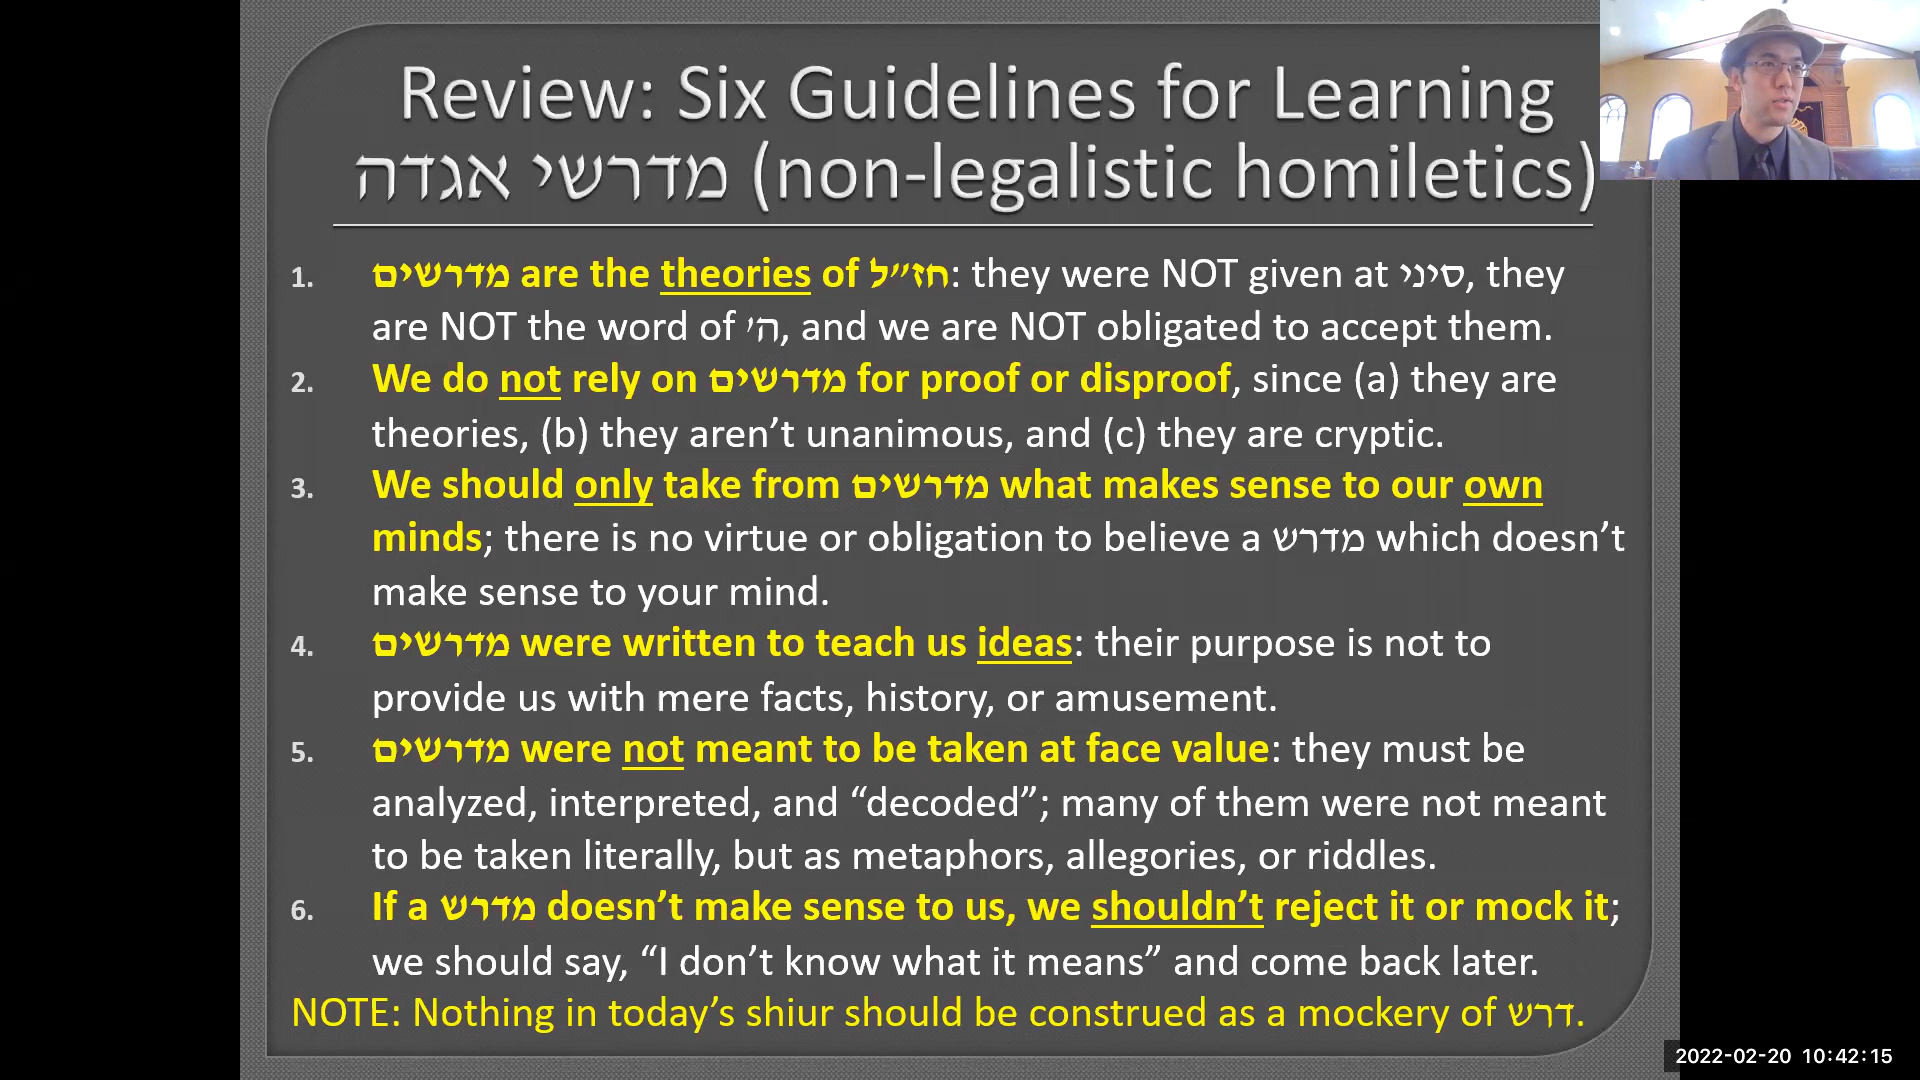 Review: Six Guidelines for Learning
מדרשי אגדה (non-legalistic homiletics)
1. מדרשים are the theories of חז״ל: they were NOT given at סיני, they
are NOT the word of ה׳, and we are NOT obligated to accept them.
2. We do not rely on מדרשים for proof or disproof, since (a) they are
theories, (b) they aren’t unanimous, and (c) they are cryptic.
3. We should only take from מדרשים what makes sense to our own
minds; there is no virtue or obligation to believe a מדרש which doesn’t
make sense to your mind.
4. מדרשים were written to teach us ideas: their purpose is not to
provide us with mere facts, history, or amusement.
5. מדרשים were not meant to be taken at face value: they must be
analyzed, interpreted, and “decoded”; many of them were not meant
to be taken literally, but as metaphors, allegories, or riddles.
6. If a מדרש doesn’t make sense to us, we shouldn’t reject it or mock it;
we should say, “I don’t know what it means” and come back later.
NOTE: Nothing in today’s shiur should be construed as a mockery of דרש.
2022-02-20 10:42:15